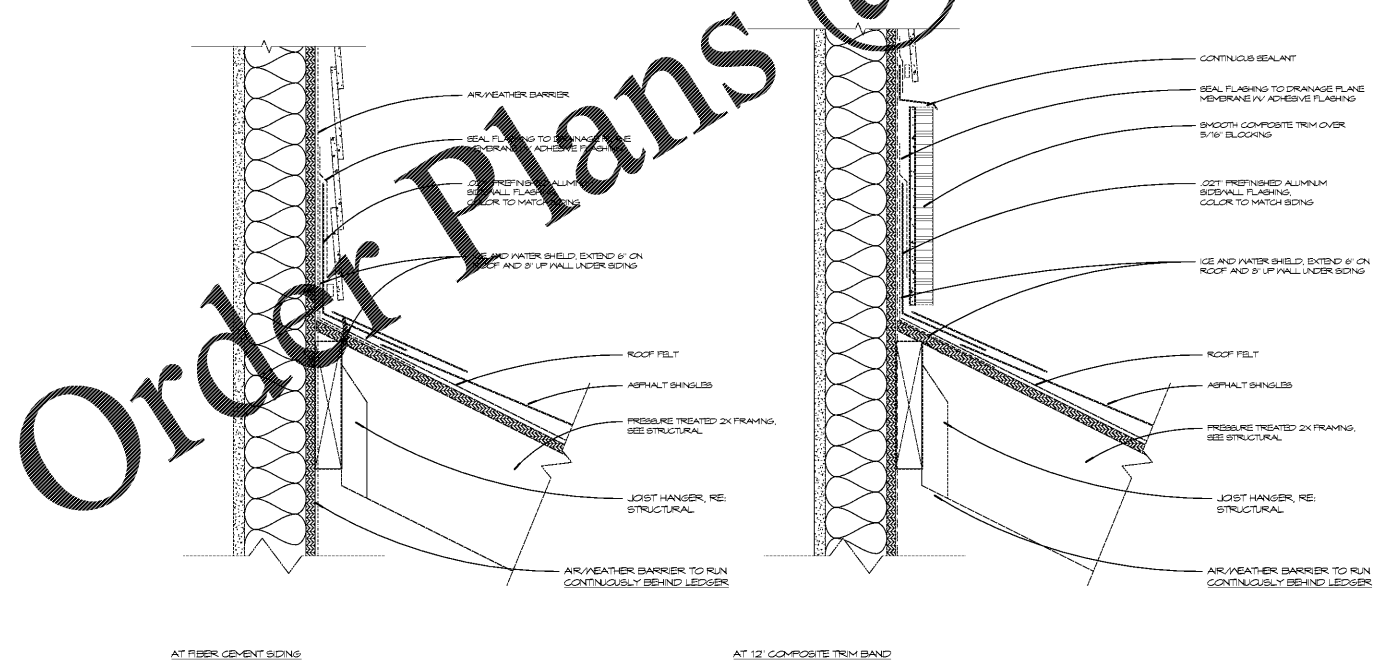 Order Plans @
AIR/WEATHER BARRIER
SEAL FLASHING TO DRAINAGE PLANE
MEMBRANE W/ ADHESIVE FLASHING
PREFINISHED ALUMINUM
SIDEWALL FLASHING,
COLOR TO MATCH SIDING
ICE AND WATER SHIELD, EXTEND 6" ON
ROOF AND 8" UP WALL UNDER SIDING
ROOF FELT
ASPHALT SHINGLES
PRESSURE TREATED 2X FRAMING,
SEE STRUCTURAL
JOIST HANGER, RE:
STRUCTURAL
AIR/WEATHER BARRIER TO RUN
CONTINUOUSLY BEHIND LEDGER
AT FIBER CEMENT SIDING
CONTINUOUS SEALANT
SEAL FLASHING TO DRAINAGE PLANE
MEMBRANE W/ ADHESIVE FLASHING
SMOOTH COMPOSITE TRIM OVER
5/16" BLOCKING
.027" PREFINISHED ALUMINUM
SIDEWALL FLASHING,
COLOR TO MATCH SIDING
ICE AND WATER SHIELD, EXTEND 6" ON
ROOF AND 8" UP WALL UNDER SIDING
ROOF FELT
ASPHALT SHINGLES
PRESSURE TREATED 2X FRAMING,
SEE STRUCTURAL
JOIST HANGER, RE:
STRUCTURAL
AIR/WEATHER BARRIER TO RUN
CONTINUOUSLY BEHIND LEDGER
AT 12" COMPOSITE TRIM BAND